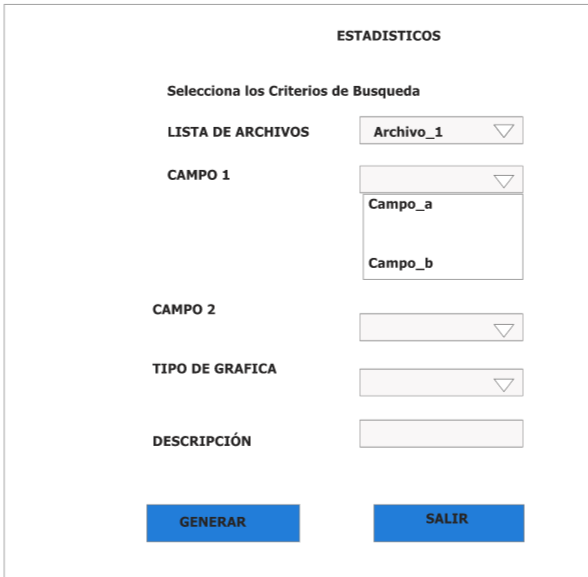 ESTADISTICOS
Selecciona los Criterios de Busqueda
LISTA DE ARCHIVOS Archivo_1
CAMPO 1
Campo_a
Campo_b
CAMPO 2
TIPO DE GRAFICA
DESCRIPCIÓN
GENERAR SALIR